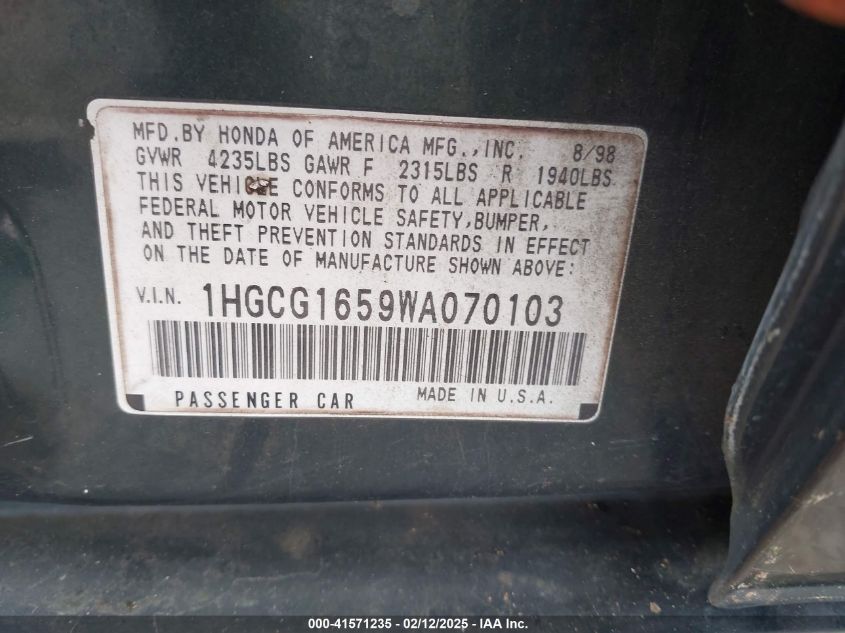 MFD.BY HONDA OF AMERICA MFG.,INC. 8/98
GVWR 4235LBS GAWR F 2315LBS R 1940LBS
THIS VEHICLE CONFORMS TO ALL APPLICABLE
FEDERAL MOTOR VEHICLE SAFETY,BUMPER,
AND THEFT PREVENTION STANDARDS IN EFFECT
ON THE DATE OF MANUFACTURE SHOWN ABOVE:
V.I.N. 1HGCG1659WA070103
PASSENGER CAR MADE IN U.S.A.
000-41571235 - 02/12/2025 - IAA Inc.